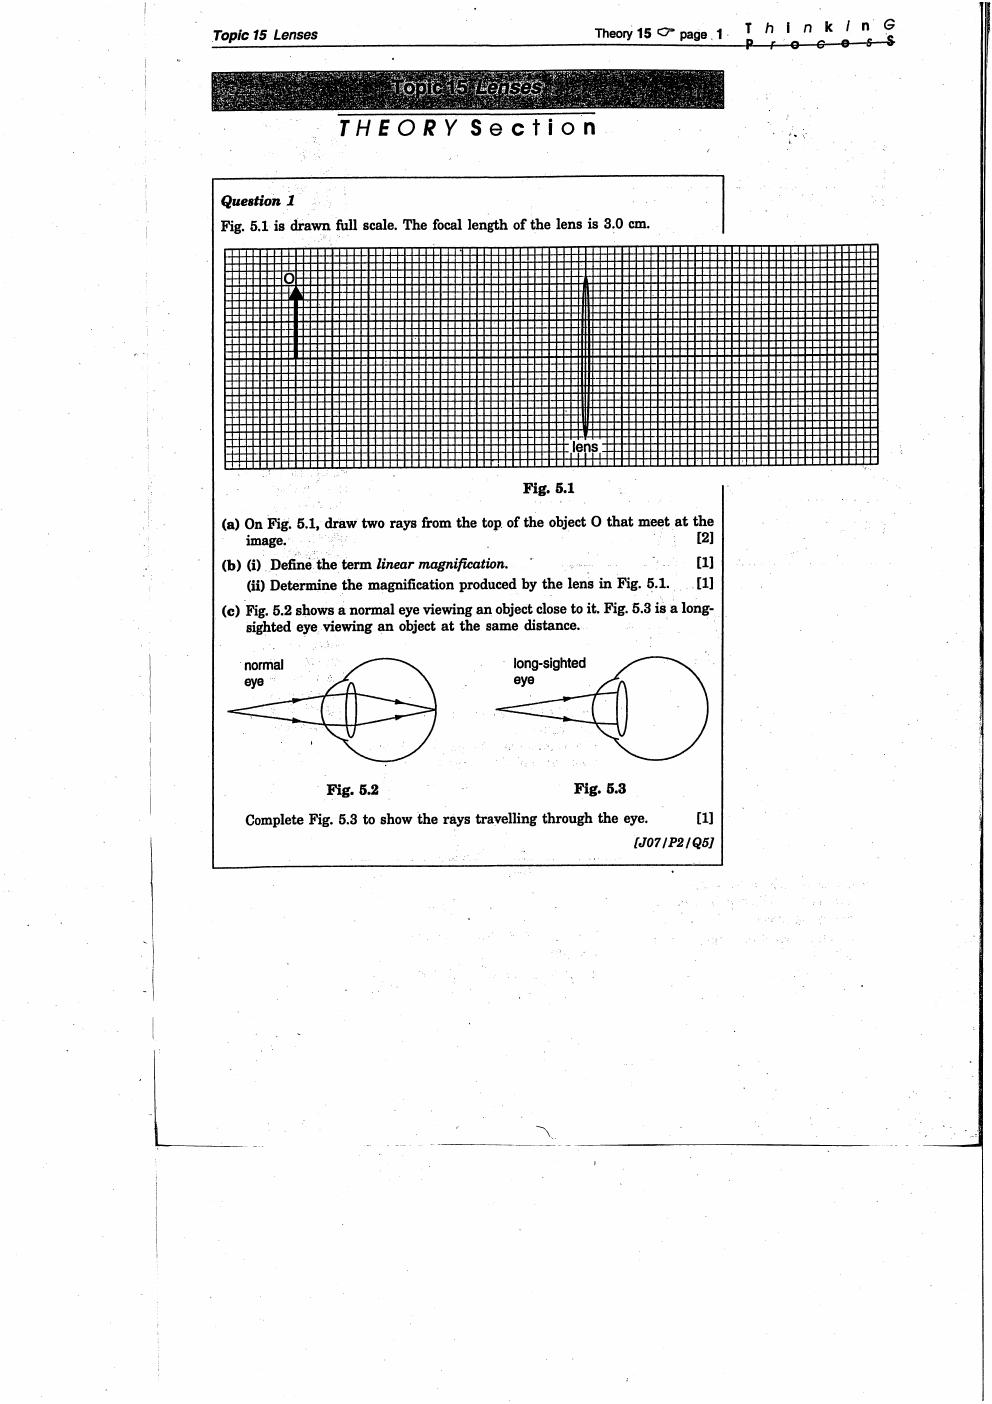 Topic 15 Lenses
Theory 15 ☞ page 1
T h i n k i n G
P r o c e s S
Topic 15 Lenses
THEORY Section
Question 1
Fig. 5.1 is drawn full scale. The focal length of the lens is 3.0 cm.
O
lens
Fig. 5.1
(a) On Fig. 5.1, draw two rays from the top of the object O that meet at the
image. [2]
(b) (i) Define the term linear magnification. [1]
(ii) Determine the magnification produced by the lens in Fig. 5.1. [1]
(c) Fig. 5.2 shows a normal eye viewing an object close to it. Fig. 5.3 is a long-
sighted eye viewing an object at the same distance.
normal
eye
long-sighted
eye
Fig. 5.2
Fig. 5.3
Complete Fig. 5.3 to show the rays travelling through the eye. [1]
[J07/P2/Q5]